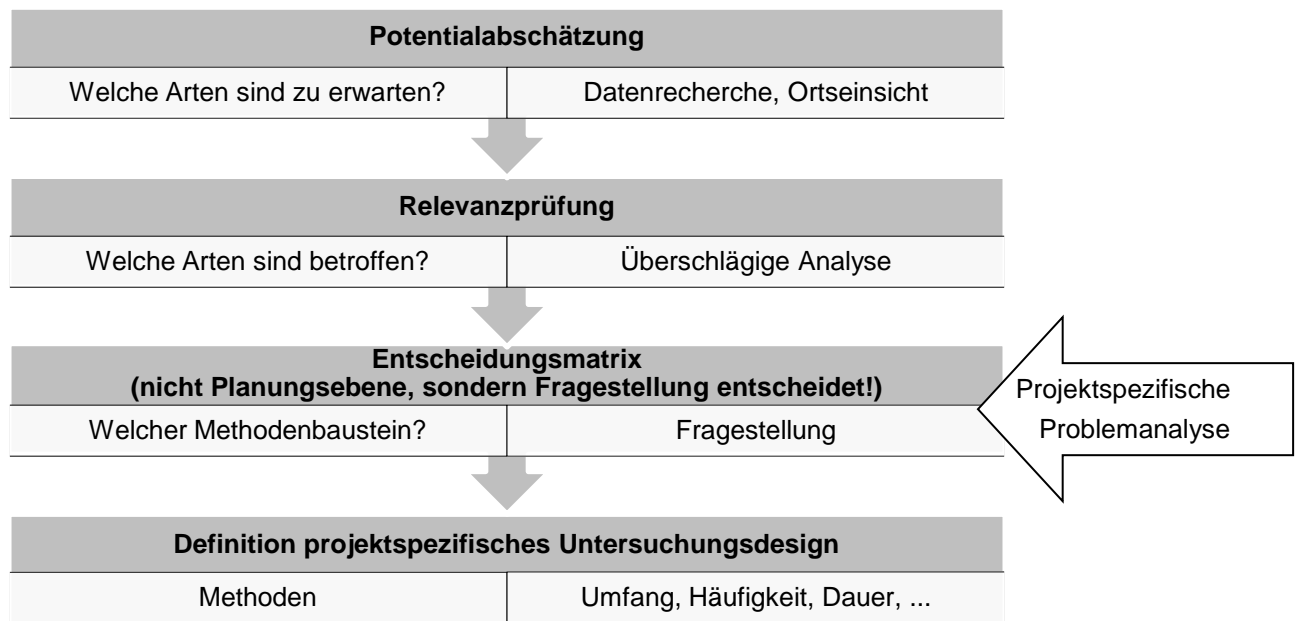 Potentialabschätzung
Welche Arten sind zu erwarten?
Datenrecherche, Ortseinsicht
Relevanzprüfung
Welche Arten sind betroffen?
Überschlägige Analyse
Entscheidungsmatrix
(nicht Planungsebene, sondern Fragestellung entscheidet!)
Welcher Methodenbaustein?
Fragestellung
Projektspezifische
Problemanalyse
Definition projektspezifisches Untersuchungsdesign
Methoden
Umfang, Häufigkeit, Dauer, ...